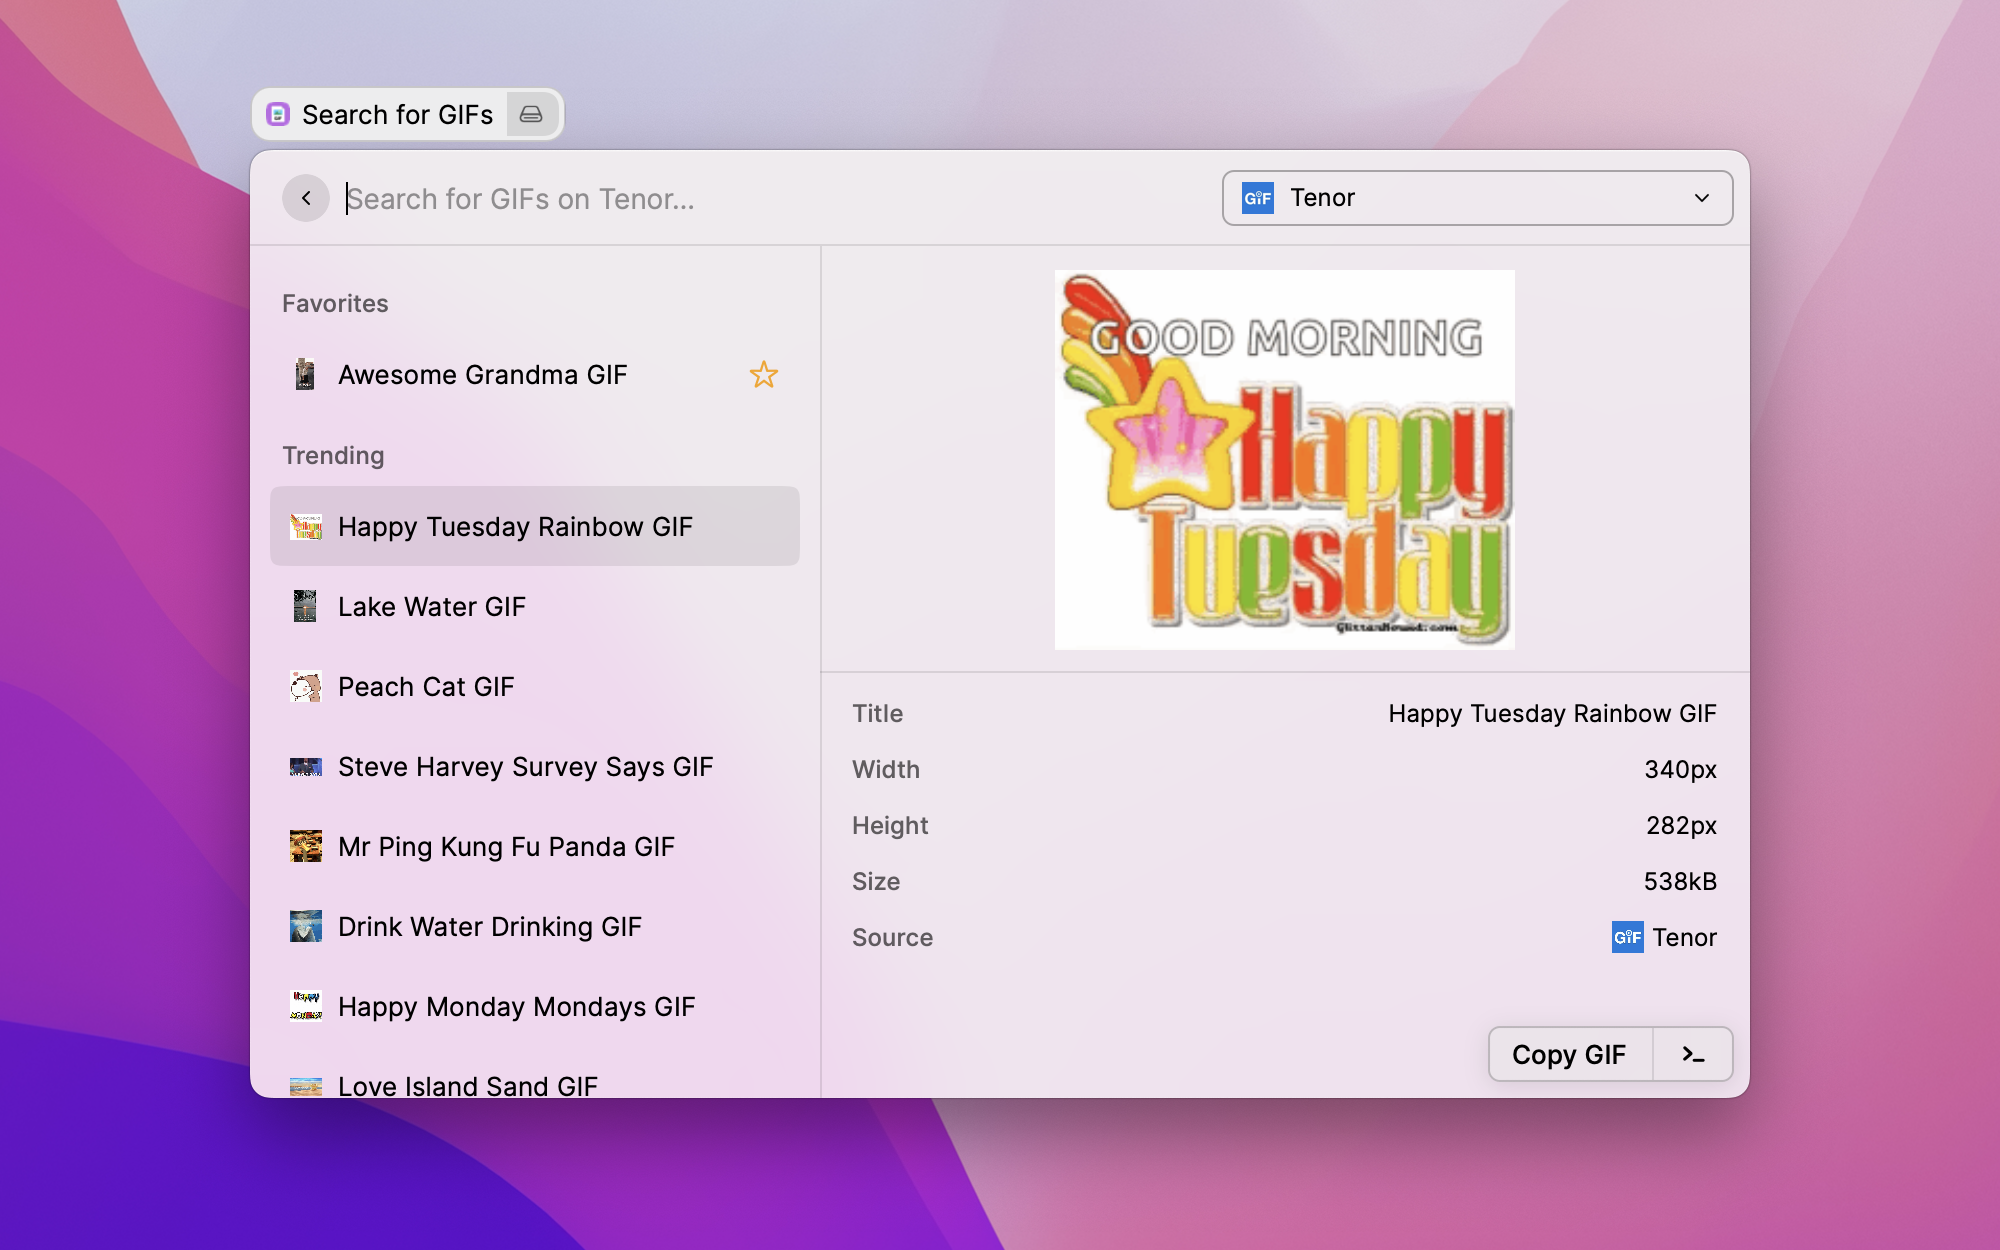 Search for GIFs
Search for GIFs on Tenor...
GIF Tenor
Favorites
Awesome Grandma GIF
Trending
Happy Tuesday Rainbow GIF
Lake Water GIF
Peach Cat GIF
Steve Harvey Survey Says GIF
Mr Ping Kung Fu Panda GIF
Drink Water Drinking GIF
Happy Monday Mondays GIF
Love Island Sand GIF
GOOD MORNING
Happy
Tuesday
Title Happy Tuesday Rainbow GIF
Width 340px
Height 282px
Size 538kB
Source GIF Tenor
Copy GIF